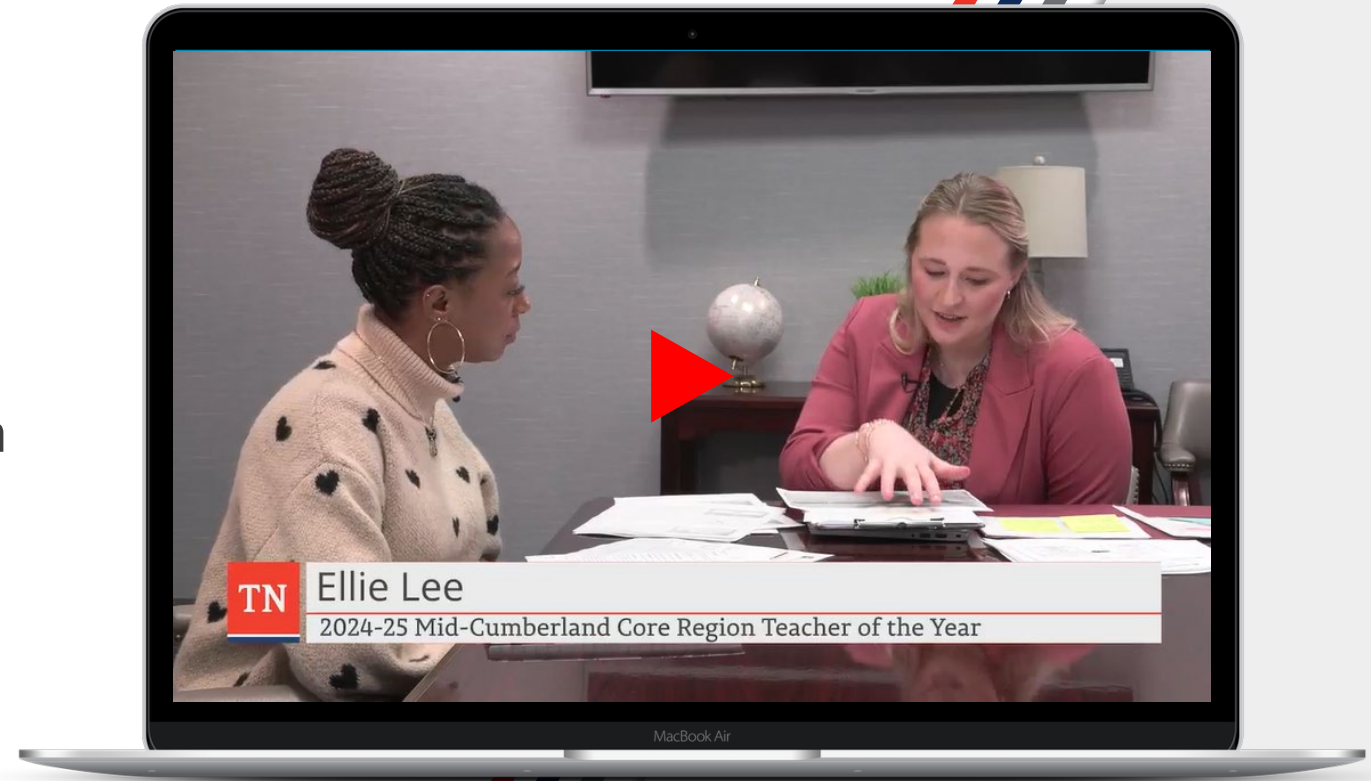 TN
Ellie Lee
2024-25 Mid-Cumberland Core Region Teacher of the Year
MacBook Air